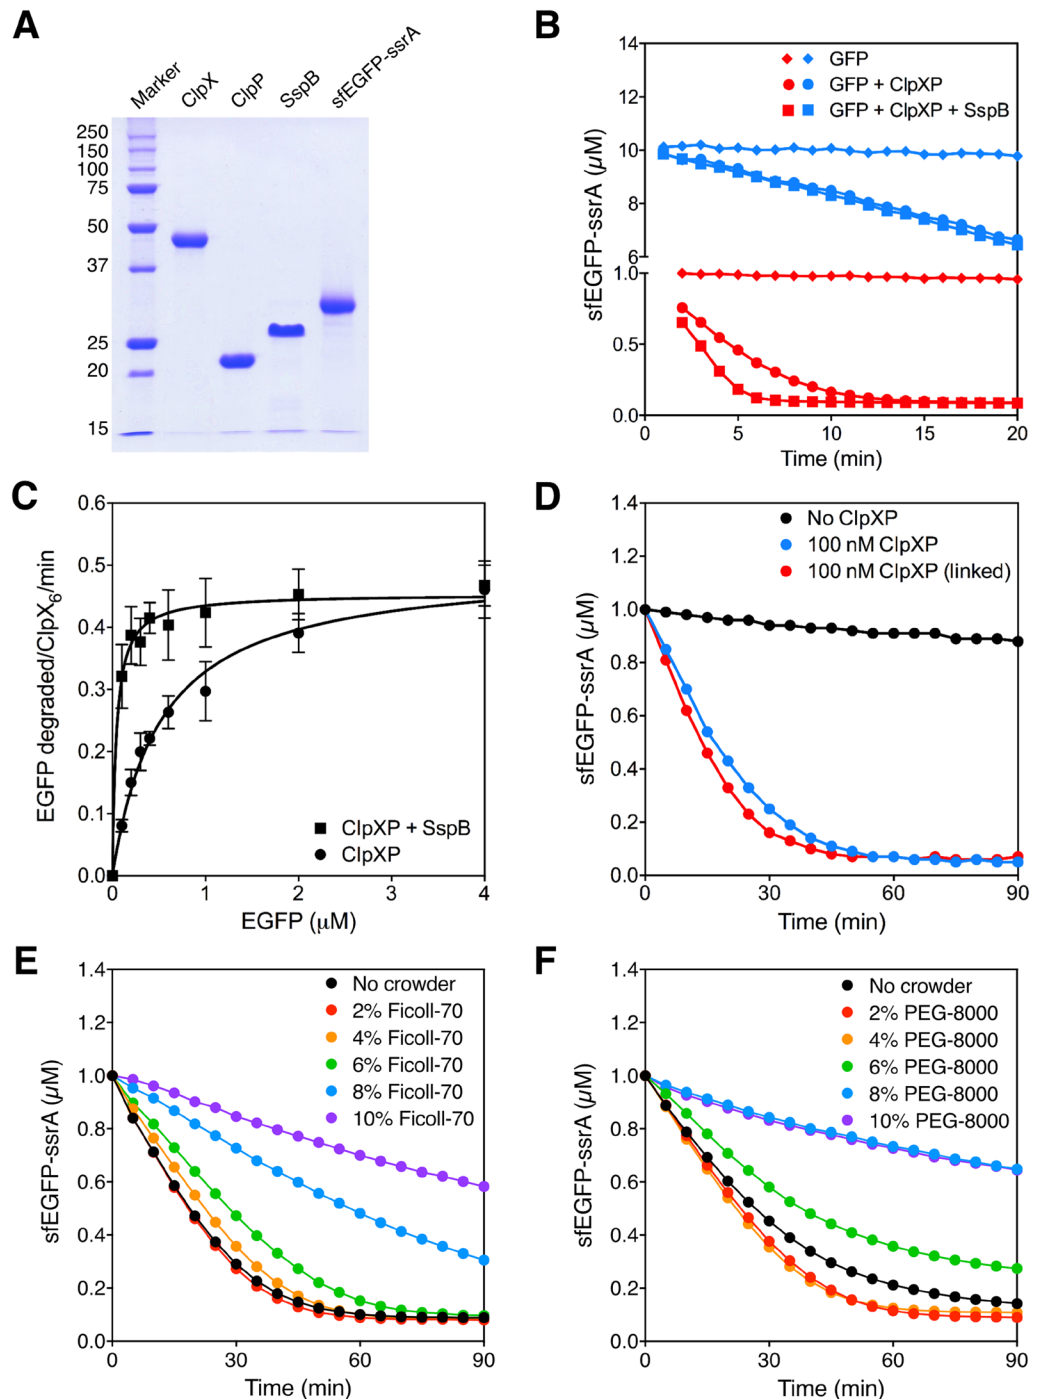 A
Marker
ClpX
ClpP
SspB
sfEGFP-ssrA
250
150
100
75
50
37
25
20
15
B
GFP
GFP + ClpXP
GFP + ClpXP + SspB
sfEGFP-ssrA (µM)
14
12
10
8
6
1.0
0.5
0.0
0 5 10 15 20
Time (min)
C
EGFP degraded/ClpX6/min
0.6
0.5
0.4
0.3
0.2
0.1
0.0
ClpXP + SspB
ClpXP
0 1 2 3 4
EGFP (µM)
D
No ClpXP
100 nM ClpXP
100 nM ClpXP (linked)
sfEGFP-ssrA (µM)
1.4
1.2
1.0
0.8
0.6
0.4
0.2
0.0
0 30 60 90
Time (min)
E
No crowder
2% Ficoll-70
4% Ficoll-70
6% Ficoll-70
8% Ficoll-70
10% Ficoll-70
sfEGFP-ssrA (µM)
1.4
1.2
1.0
0.8
0.6
0.4
0.2
0.0
0 30 60 90
Time (min)
F
No crowder
2% PEG-8000
4% PEG-8000
6% PEG-8000
8% PEG-8000
10% PEG-8000
sfEGFP-ssrA (µM)
1.4
1.2
1.0
0.8
0.6
0.4
0.2
0.0
0 30 60 90
Time (min)